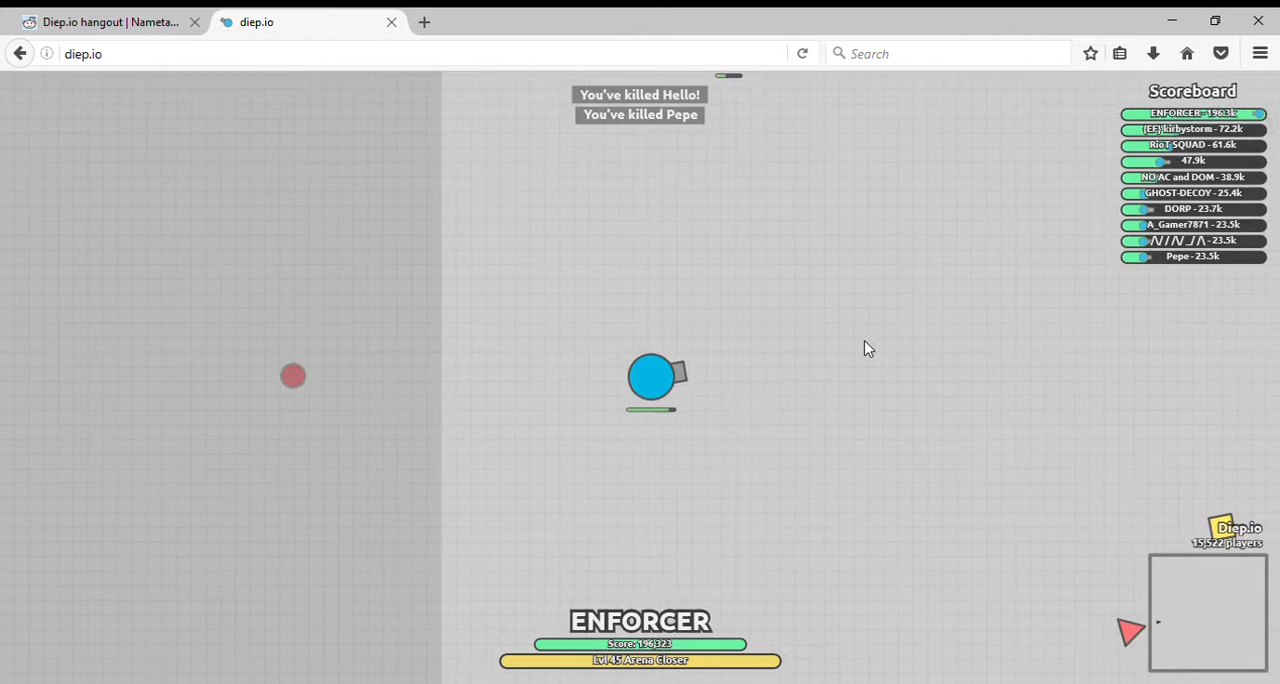 Diep.io hangout | Nameta...
diep.io
diep.io
Search
You've killed Hello!
You've killed Pepe
Scoreboard
ENFORCER - 196.3k
{EF}kirbystorm - 72.2k
RioT SQUAD - 61.6k
47.9k
NO AC and DOM - 38.9k
GHOST-DECOY - 25.4k
DORP - 23.7k
A_Gamer7871 - 23.5k
- 23.5k
Pepe - 23.5k
Diep.io
15,522 players
ENFORCER
Score: 196,323
Lvl 45 Arena Closer